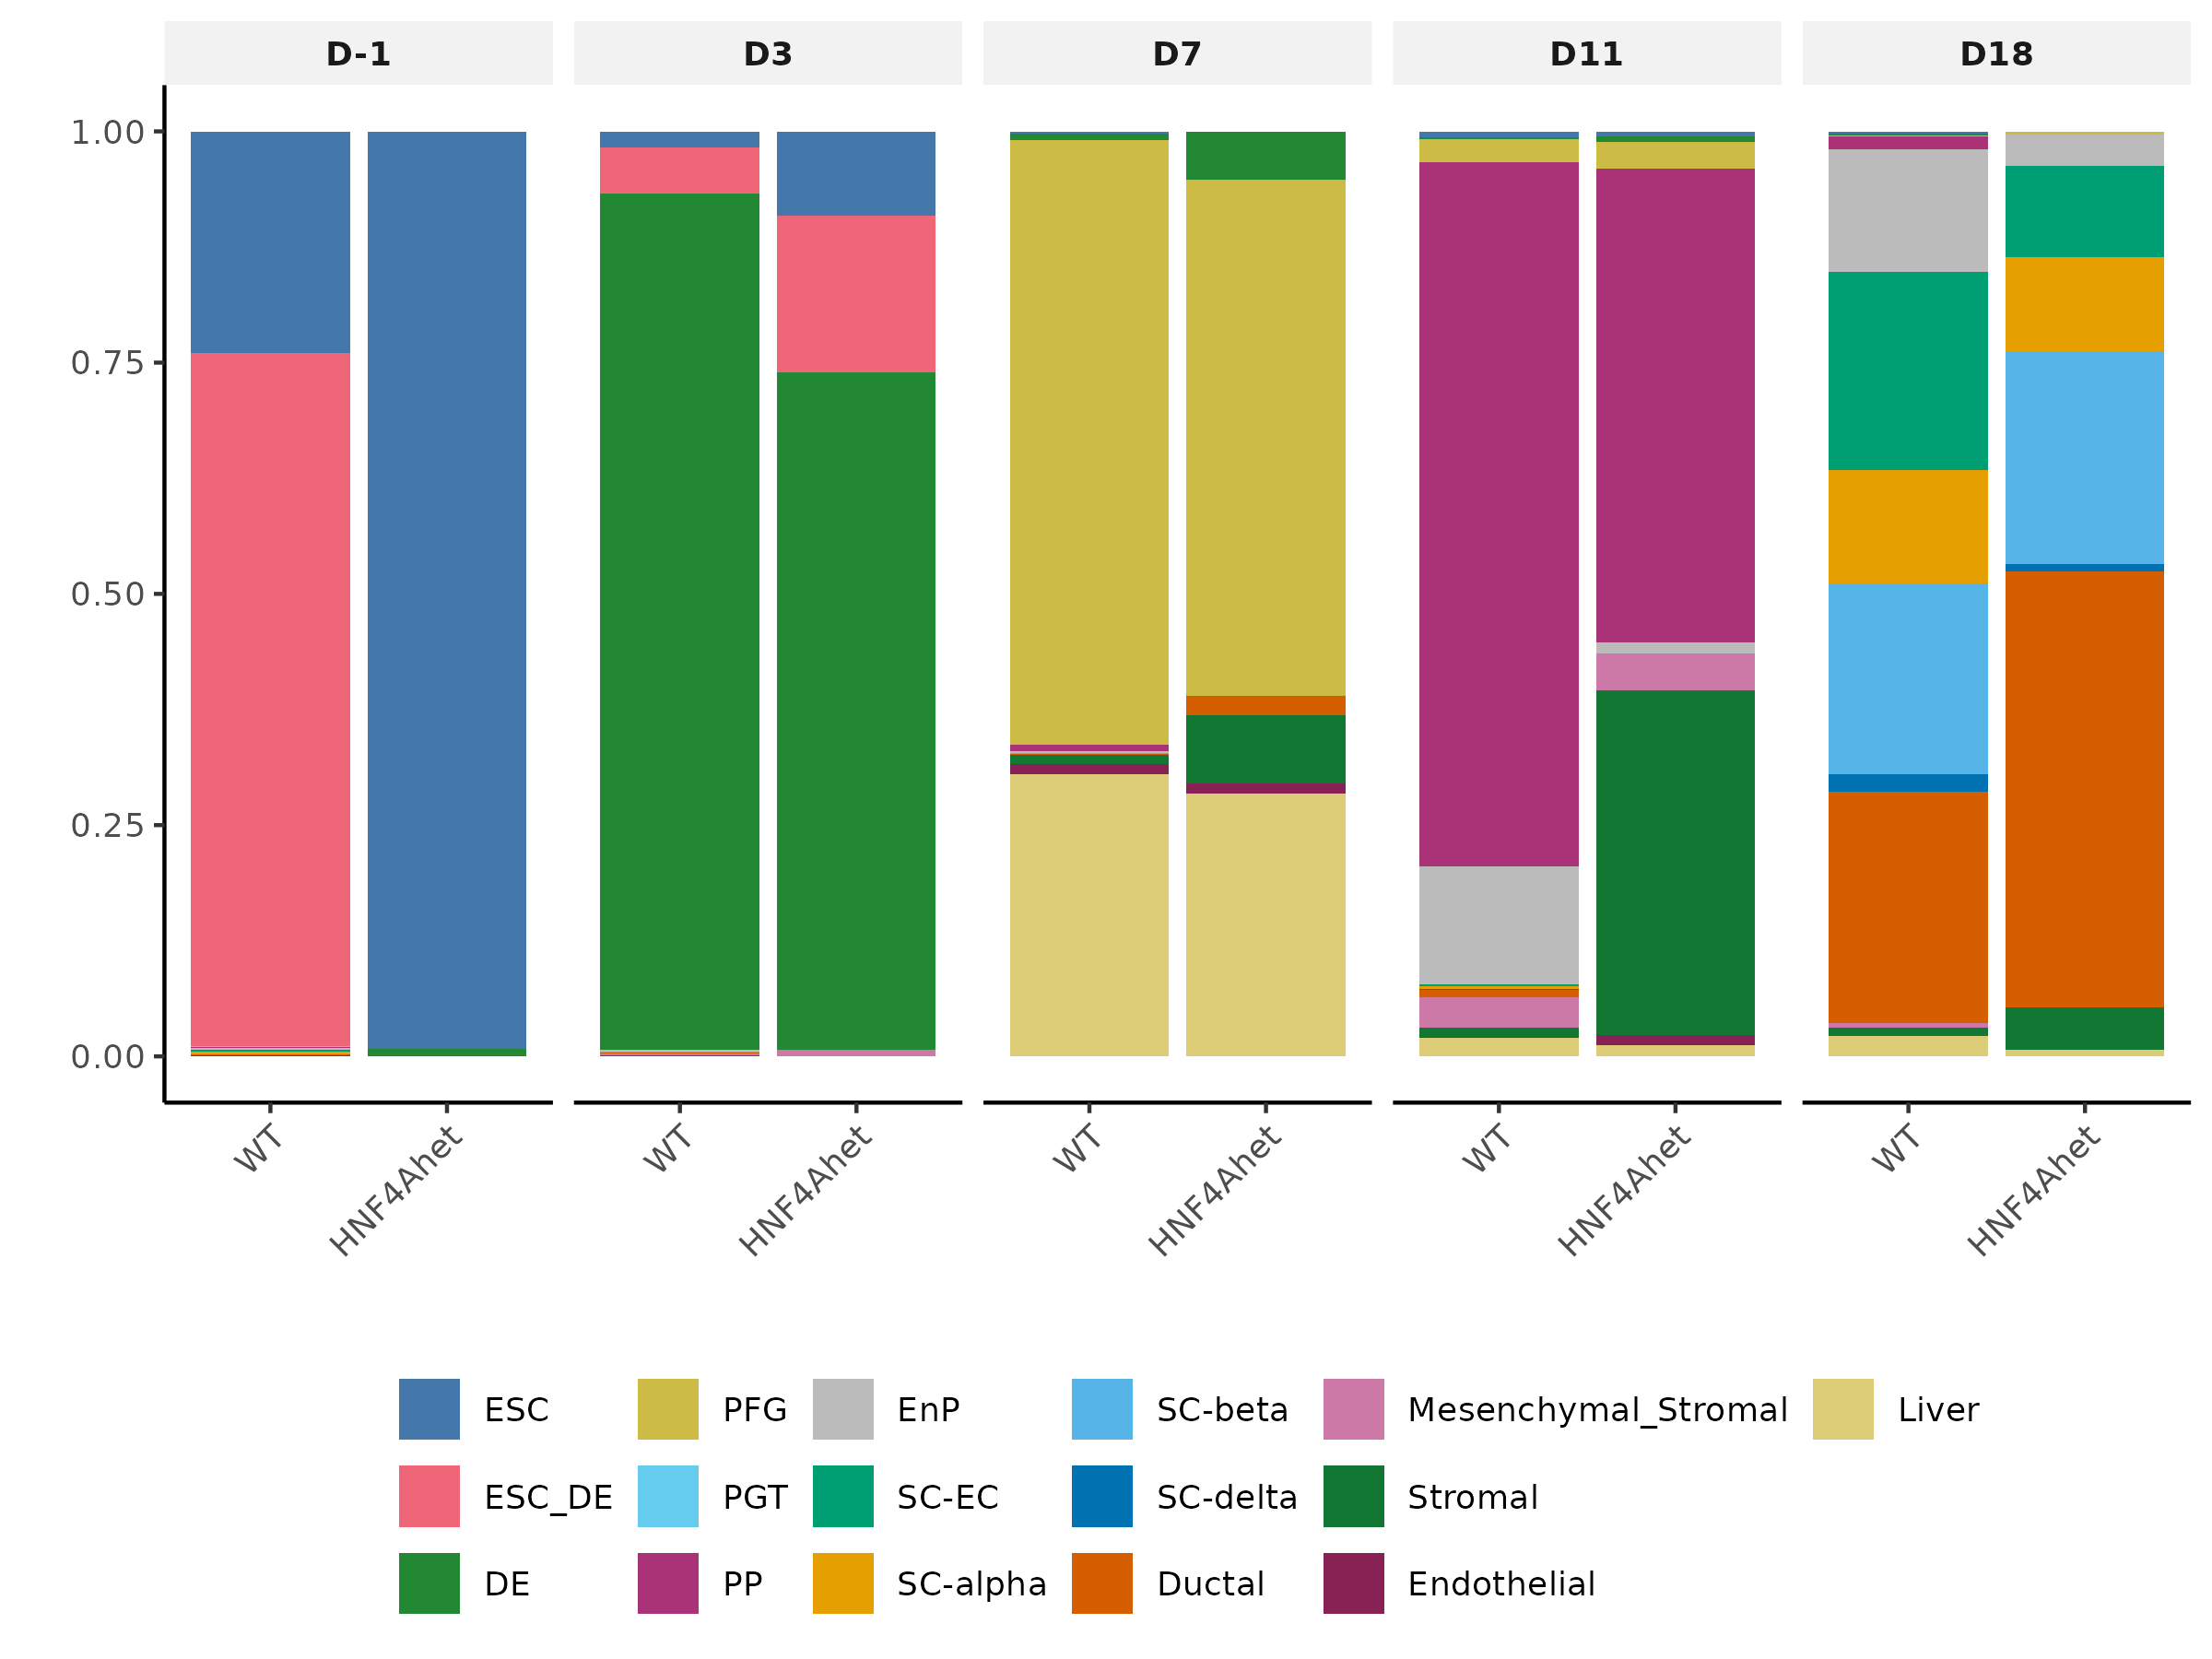 D-1 D3 D7 D11 D18
1.00
0.75
0.50
0.25
0.00
WT HNF4Ahet WT HNF4Ahet WT HNF4Ahet WT HNF4Ahet WT HNF4Ahet
ESC PFG EnP SC-beta Mesenchymal_Stromal Liver
ESC_DE PGT SC-EC SC-delta Stromal
DE PP SC-alpha Ductal Endothelial